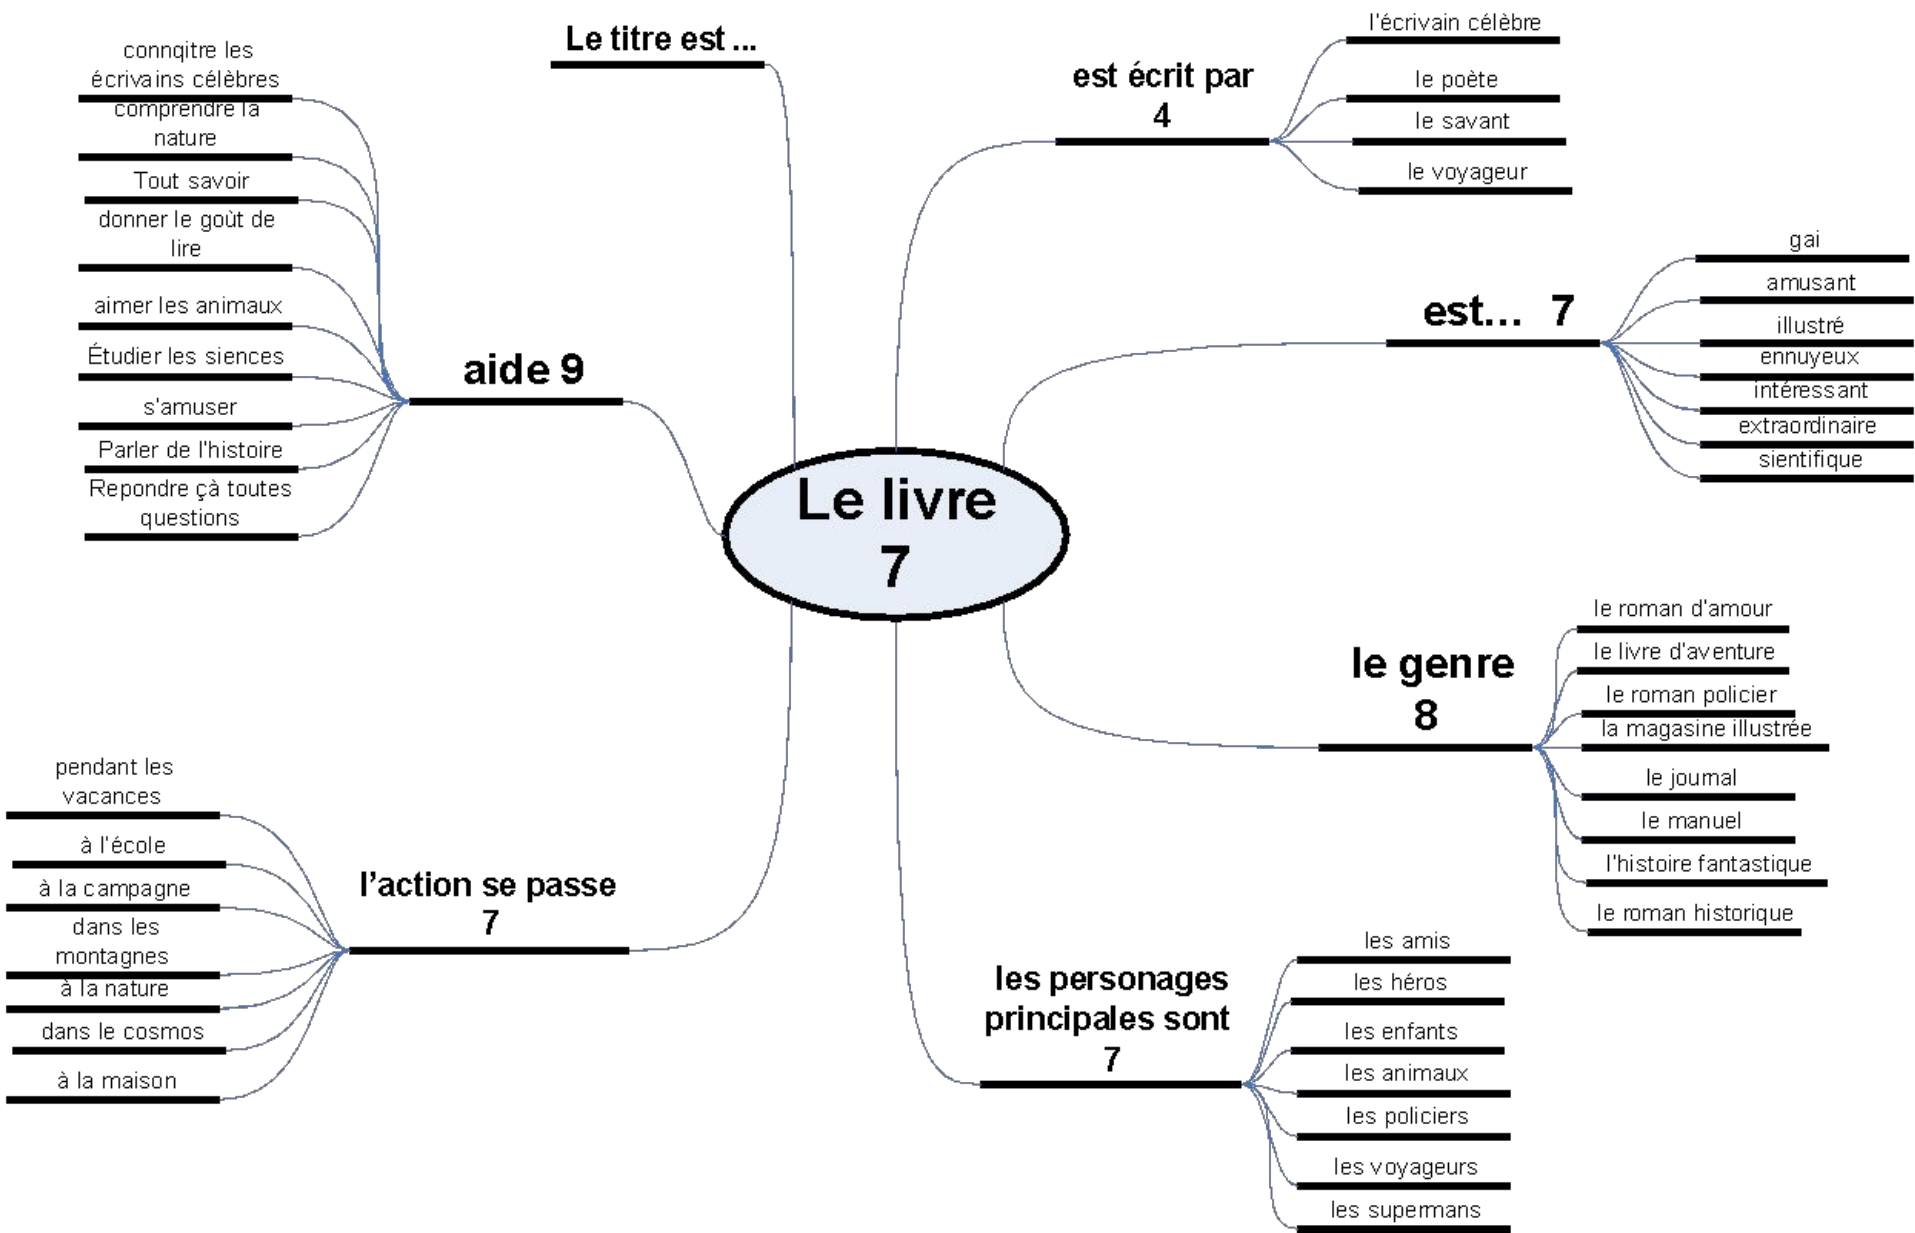 Le livre
7
Le titre est ...
est écrit par
4
l'écrivain célèbre
le poète
le savant
le voyageur
est... 7
gai
amusant
illustré
ennuyeux
intéressant
extraordinaire
sientifique
le genre
8
le roman d'amour
le livre d'aventure
le roman policier
la magasine illustrée
le journal
le manuel
l'histoire fantastique
le roman historique
les personages
principales sont
7
les amis
les héros
les enfants
les animaux
les policiers
les voyageurs
les supermans
l'action se passe
7
pendant les
vacances
à l'école
à la campagne
dans les
montagnes
à la nature
dans le cosmos
à la maison
aide 9
connqitre les
écrivains célèbres
comprendre la
nature
Tout savoir
donner le goùt de
lire
aimer les animaux
Étudier les siences
s'amuser
Parler de l'histoire
Repondre çà toutes
questions